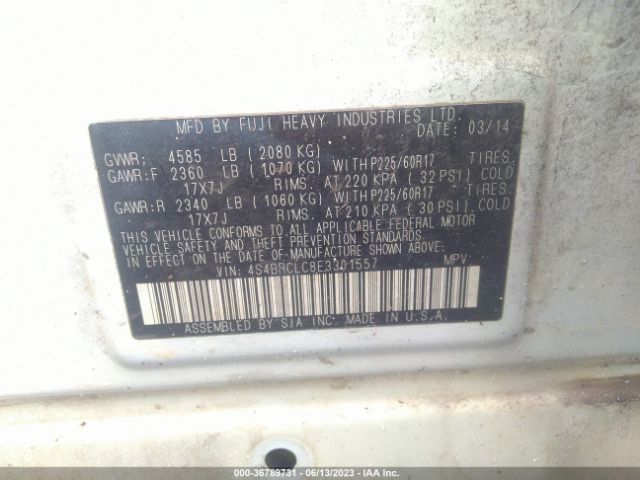 MFD BY FUJI HEAVY INDUSTRIES LTD.
DATE: 03/14
GVWR: 4585 LB (2080 KG)
GAWR:F 2360 LB (1070 KG) WITH P225/60R17 TIRES.
17X7J RIMS. AT 220 KPA (32 PSI) COLD
GAWR:R 2340 LB (1060 KG) WITH P225/60R17 TIRES.
17X7J RIMS. AT 210 KPA (30 PSI) COLD
THIS VEHICLE CONFORMS TO ALL APPLICABLE FEDERAL MOTOR
VEHICLE SAFETY AND THEFT PREVENTION STANDARDS
IN EFFECT ON THE DATE OF MANUFACTURE SHOWN ABOVE.
VIN: 4S4BRCLC8E3301557 MPV
ASSEMBLED BY SIA INC. MADE IN U.S.A.
000-36789731 - 06/13/2023 - IAAI